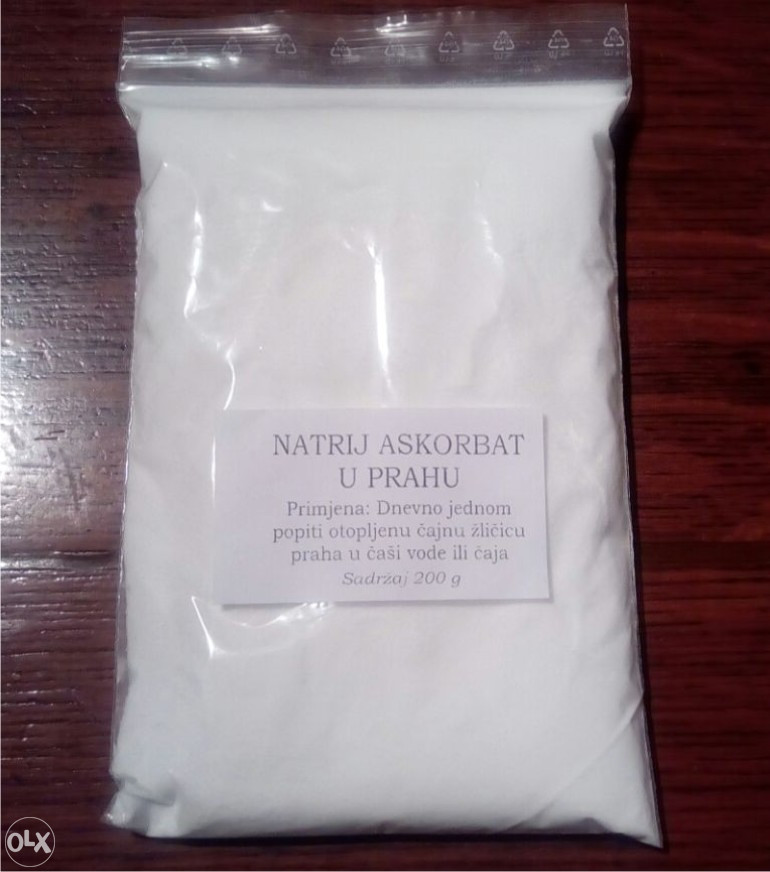 NATRIJ ASKORBAT
U PRAHU
Primjena: Dnevno jednom
popiti otopljenu čajnu žličicu
praha u čaši vode ili čaja
Sadržaj 200 g
OLX